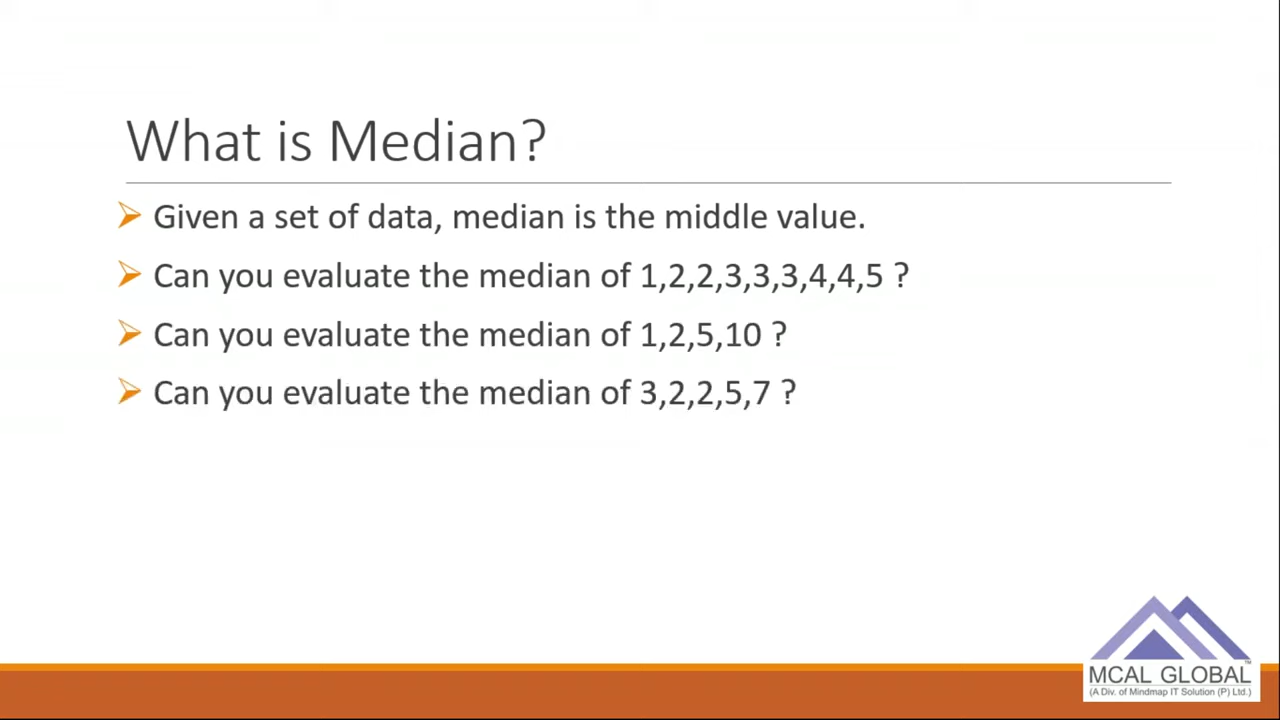 What is Median?
Given a set of data, median is the middle value.
Can you evaluate the median of 1,2,2,3,3,3,4,4,5 ?
Can you evaluate the median of 1,2,5,10 ?
Can you evaluate the median of 3,2,2,5,7 ?
MCAL GLOBAL™
(A Div. of Mindmap IT Solution (P) Ltd.)